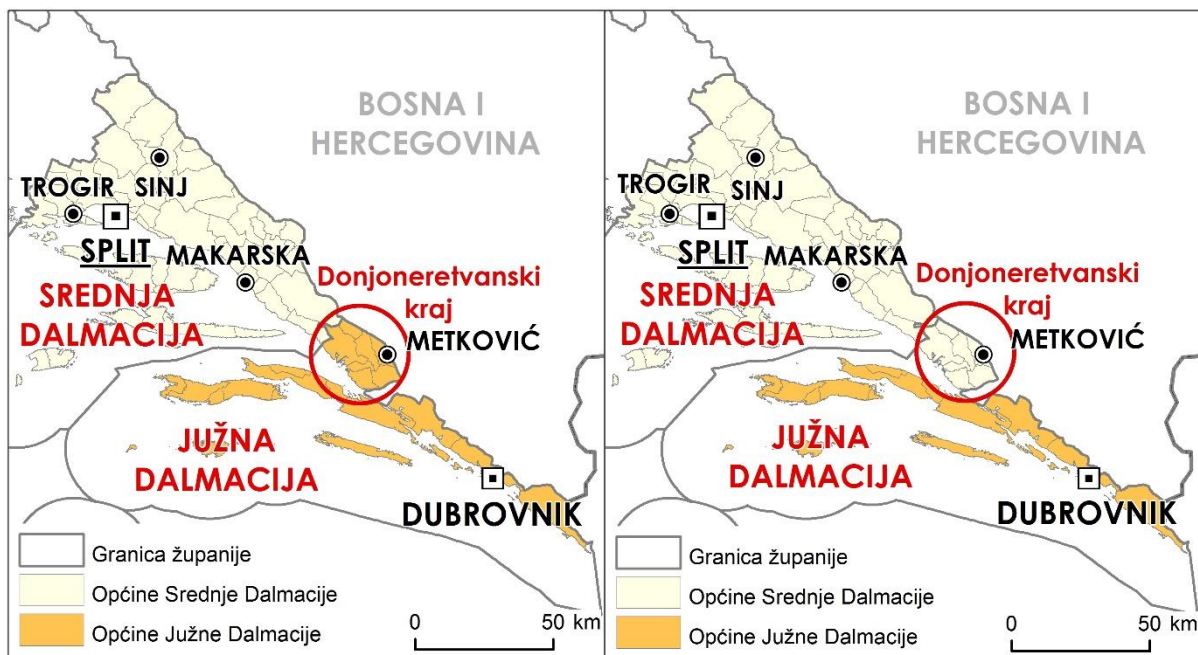 BOSNA I
HERCEGOVINA
TROGIR
SINJ
SPLIT
MAKARSKA
SREDNJA
DALMACIJA
Donjoneretvanski
kraj
METKOVIĆ
JUŽNA
DALMACIJA
DUBROVNIK
Granica županije
Općine Srednje Dalmacije
Općine Južne Dalmacije
0 50 km
BOSNA I
HERCEGOVINA
TROGIR
SINJ
SPLIT
MAKARSKA
SREDNJA
DALMACIJA
Donjoneretvanski
kraj
METKOVIĆ
JUŽNA
DALMACIJA
DUBROVNIK
Granica županije
Općine Srednje Dalmacije
Općine Južne Dalmacije
0 50 km